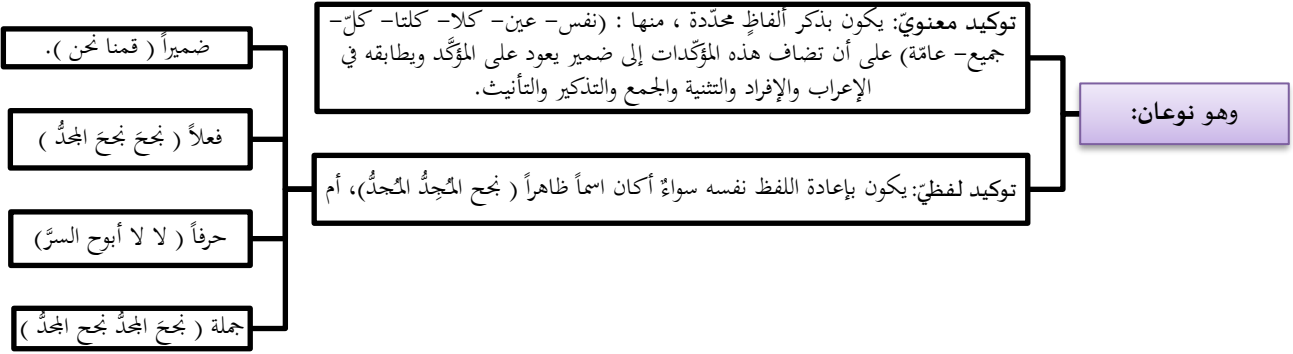 وهو نوعان:
توكيد معنويّ: يكون بذكر ألفاظٍ محدّدة ، منها : (نفس– عين– كلا– كلتا– كلّ–
جميع– عامّة) على أن تضاف هذه المؤكّدات إلى ضمير يعود على المؤكَّد ويطابقه في
الإعراب والإفراد والتثنية والجمع والتذكير والتأنيث.
توكيد لفظيّ: يكون بإعادة اللفظ نفسه سواءٌ أكان اسماً ظاهراً ( نجح المُجِدُّ المُجدُّ)، أم
ضميراً ( قمنا نحن ).
فعلاً ( نجحَ نجحَ المجدُّ )
حرفاً ( لا لا أبوح السرَّ)
جملة ( نجحَ المجدُّ نجح المجدُّ )